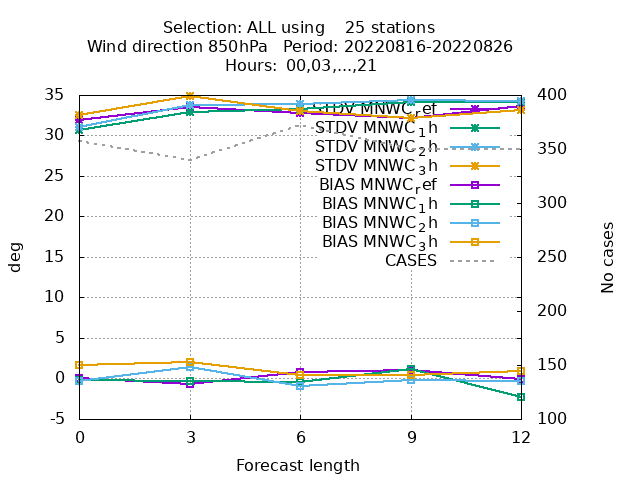 Selection: ALL using    25 stations
Wind direction 850hPa   Period: 20220816-20220826
Hours:  00,03,...,21
35
30
25
20
15
10
5
0
-5
400
350
300
250
200
150
100
deg
No cases
STDV MNWC_ref
STDV MNWC_1h
STDV MNWC_2h
STDV MNWC_3h
BIAS MNWC_ref
BIAS MNWC_1h
BIAS MNWC_2h
BIAS MNWC_3h
CASES
0 3 6 9 12
Forecast length